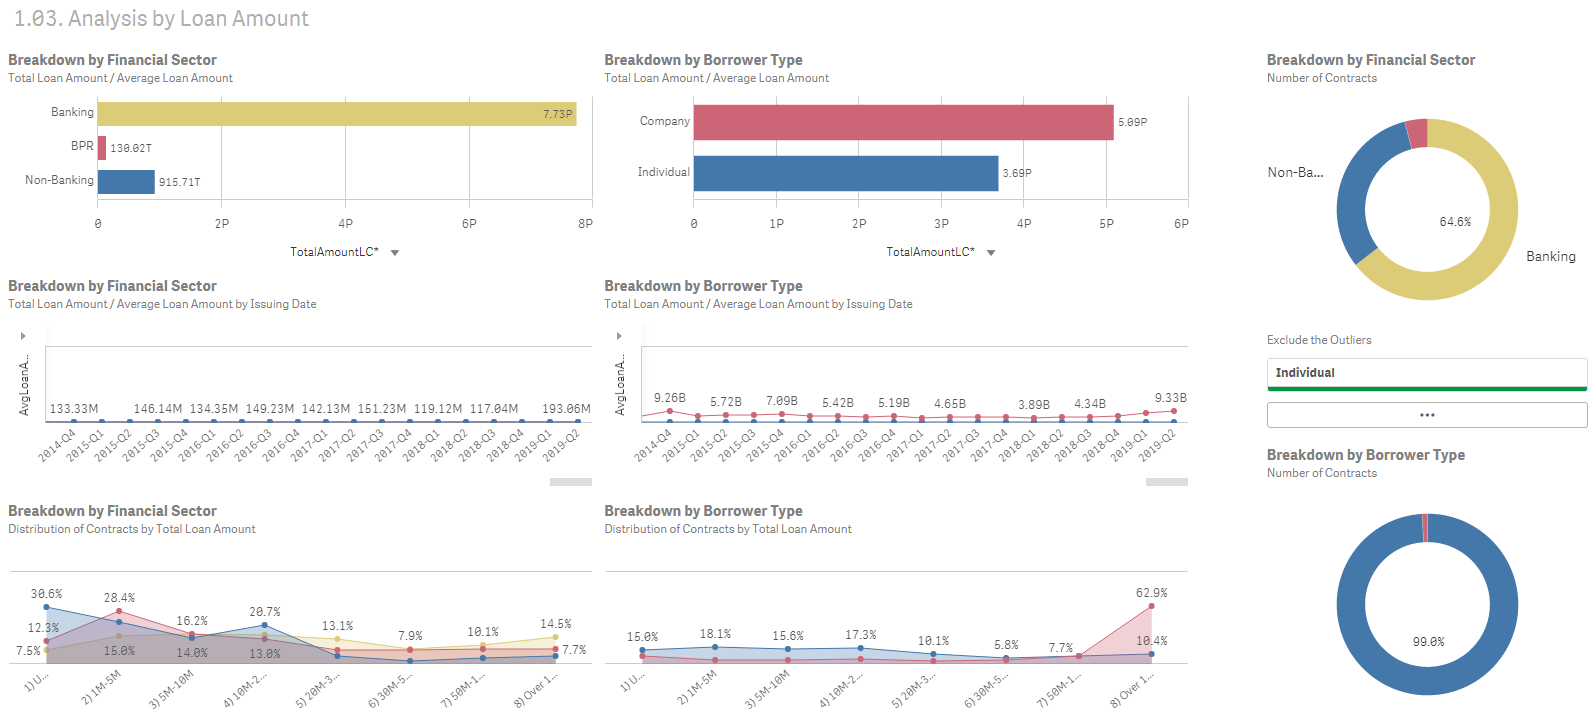 1.03. Analysis by Loan Amount
Breakdown by Financial Sector
Total Loan Amount / Average Loan Amount
Banking
7.73P
BPR
130.02T
Non-Banking
915.71T
0 2P 4P 6P 8P
TotalAmountLC*
Breakdown by Borrower Type
Total Loan Amount / Average Loan Amount
Company
5.09P
Individual
3.69P
0 1P 2P 3P 4P 5P 6P
TotalAmountLC*
Breakdown by Financial Sector
Number of Contracts
Non-Ba...
64.6%
Banking
Breakdown by Financial Sector
Total Loan Amount / Average Loan Amount by Issuing Date
AvgLoanA...
133.33M 146.14M 134.35M 149.23M 142.13M 151.23M 119.12M 117.04M 193.06M
2014-Q4 2015-Q1 2015-Q2 2015-Q3 2015-Q4 2016-Q1 2016-Q2 2016-Q3 2016-Q4 2017-Q1 2017-Q2 2017-Q3 2017-Q4 2018-Q1 2018-Q2 2018-Q3 2018-Q4 2019-Q1 2019-Q2
Breakdown by Borrower Type
Total Loan Amount / Average Loan Amount by Issuing Date
AvgLoanA...
9.26B 5.72B 7.09B 5.42B 5.19B 4.65B 3.89B 4.34B 9.33B
2014-Q4 2015-Q1 2015-Q2 2015-Q3 2015-Q4 2016-Q1 2016-Q2 2016-Q3 2016-Q4 2017-Q1 2017-Q2 2017-Q3 2017-Q4 2018-Q1 2018-Q2 2018-Q3 2018-Q4 2019-Q1 2019-Q2
Exclude the Outliers
Individual
...
Breakdown by Financial Sector
Distribution of Contracts by Total Loan Amount
30.6%
28.4%
12.3%
16.2%
20.7%
13.1%
7.9%
10.1%
14.5%
7.5%
15.0%
14.0%
13.0%
7.7%
1) U... 2) 1M-5M 3) 5M-10M 4) 10M-2... 5) 20M-3... 6) 30M-5... 7) 50M-1... 8) Over 1...
Breakdown by Borrower Type
Distribution of Contracts by Total Loan Amount
62.9%
15.0% 18.1% 15.6% 17.3% 10.1% 5.8% 7.7% 10.4%
1) U... 2) 1M-5M 3) 5M-10M 4) 10M-2... 5) 20M-3... 6) 30M-5... 7) 50M-1... 8) Over 1...
Breakdown by Borrower Type
Number of Contracts
99.0%